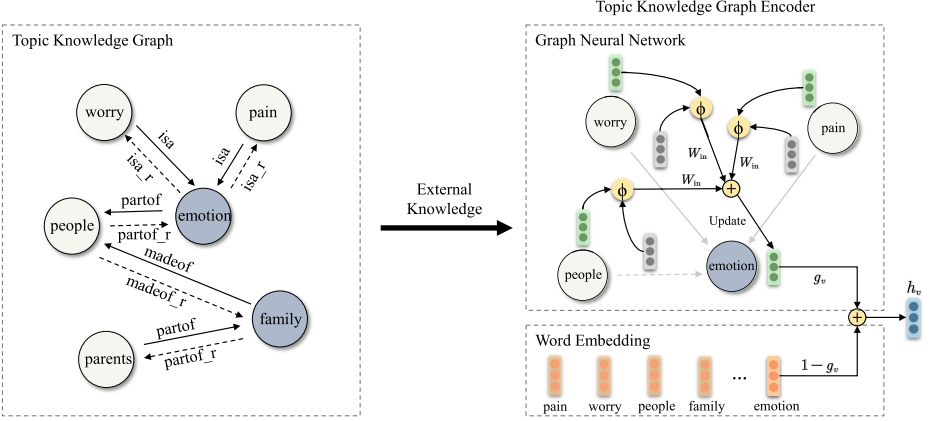 Topic Knowledge Graph Encoder
Topic Knowledge Graph
worry
pain
isa
isa_r
isa
isa_r
emotion
partof
partof_r
people
madeof
madeof_r
family
partof
partof_r
parents
External
Knowledge
Graph Neural Network
worry
pain
ϕ
ϕ
W_in
W_in
ϕ
W_in
+
Update
people
emotion
g_v
h_v
+
Word Embedding
1 − g_v
...
pain worry people family emotion